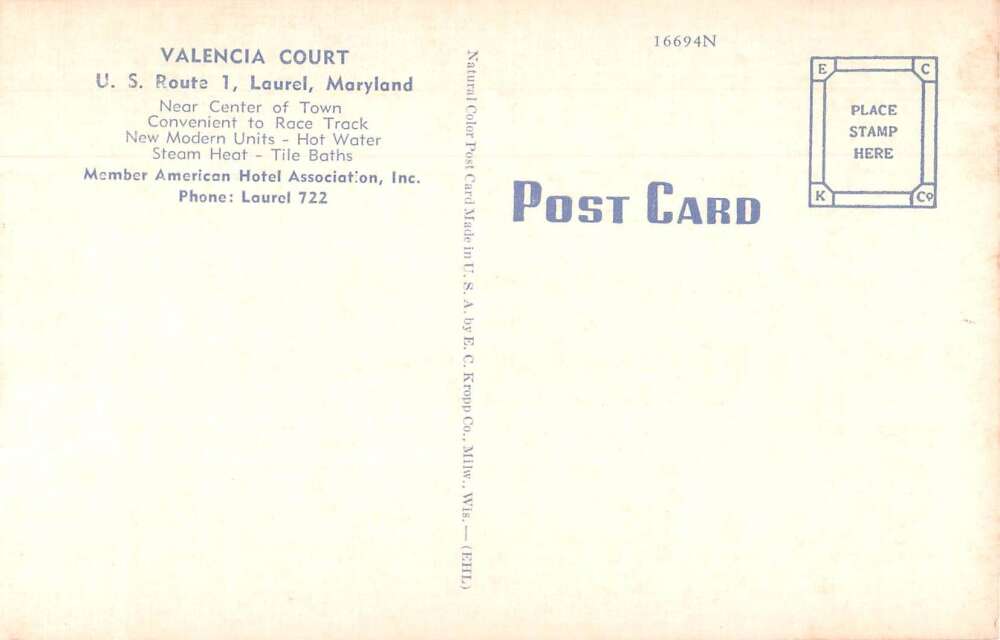 VALENCIA COURT
U. S. Route 1, Laurel, Maryland
Near Center of Town
Convenient to Race Track
New Modern Units - Hot Water
Steam Heat - Tile Baths
Member American Hotel Association, Inc.
Phone: Laurel 722
Natural Color Post Card Made in U. S. A. by E. C. Kropp Co., Milw., Wis.— (EHL)
16694N
POST CARD
E C
PLACE
STAMP
HERE
K Co